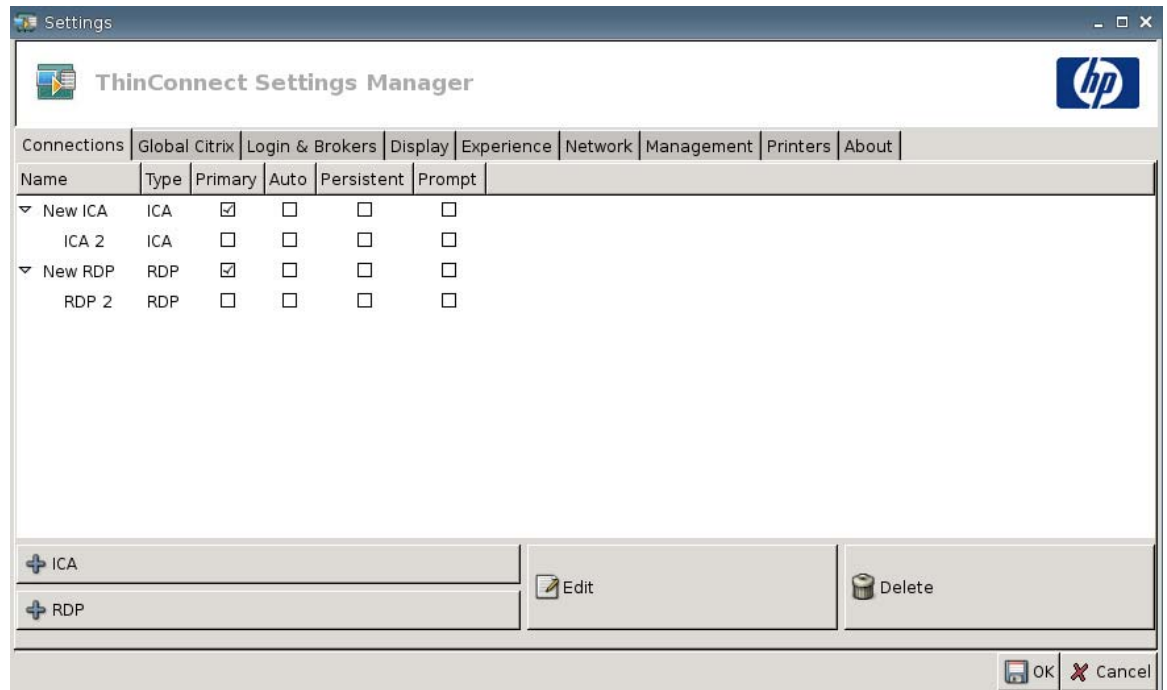 Settings
ThinConnect Settings Manager
hp
Connections Global Citrix Login & Brokers Display Experience Network Management Printers About
Name Type Primary Auto Persistent Prompt
New ICA ICA
ICA 2 ICA
New RDP RDP
RDP 2 RDP
ICA
Edit
Delete
RDP
OK
Cancel